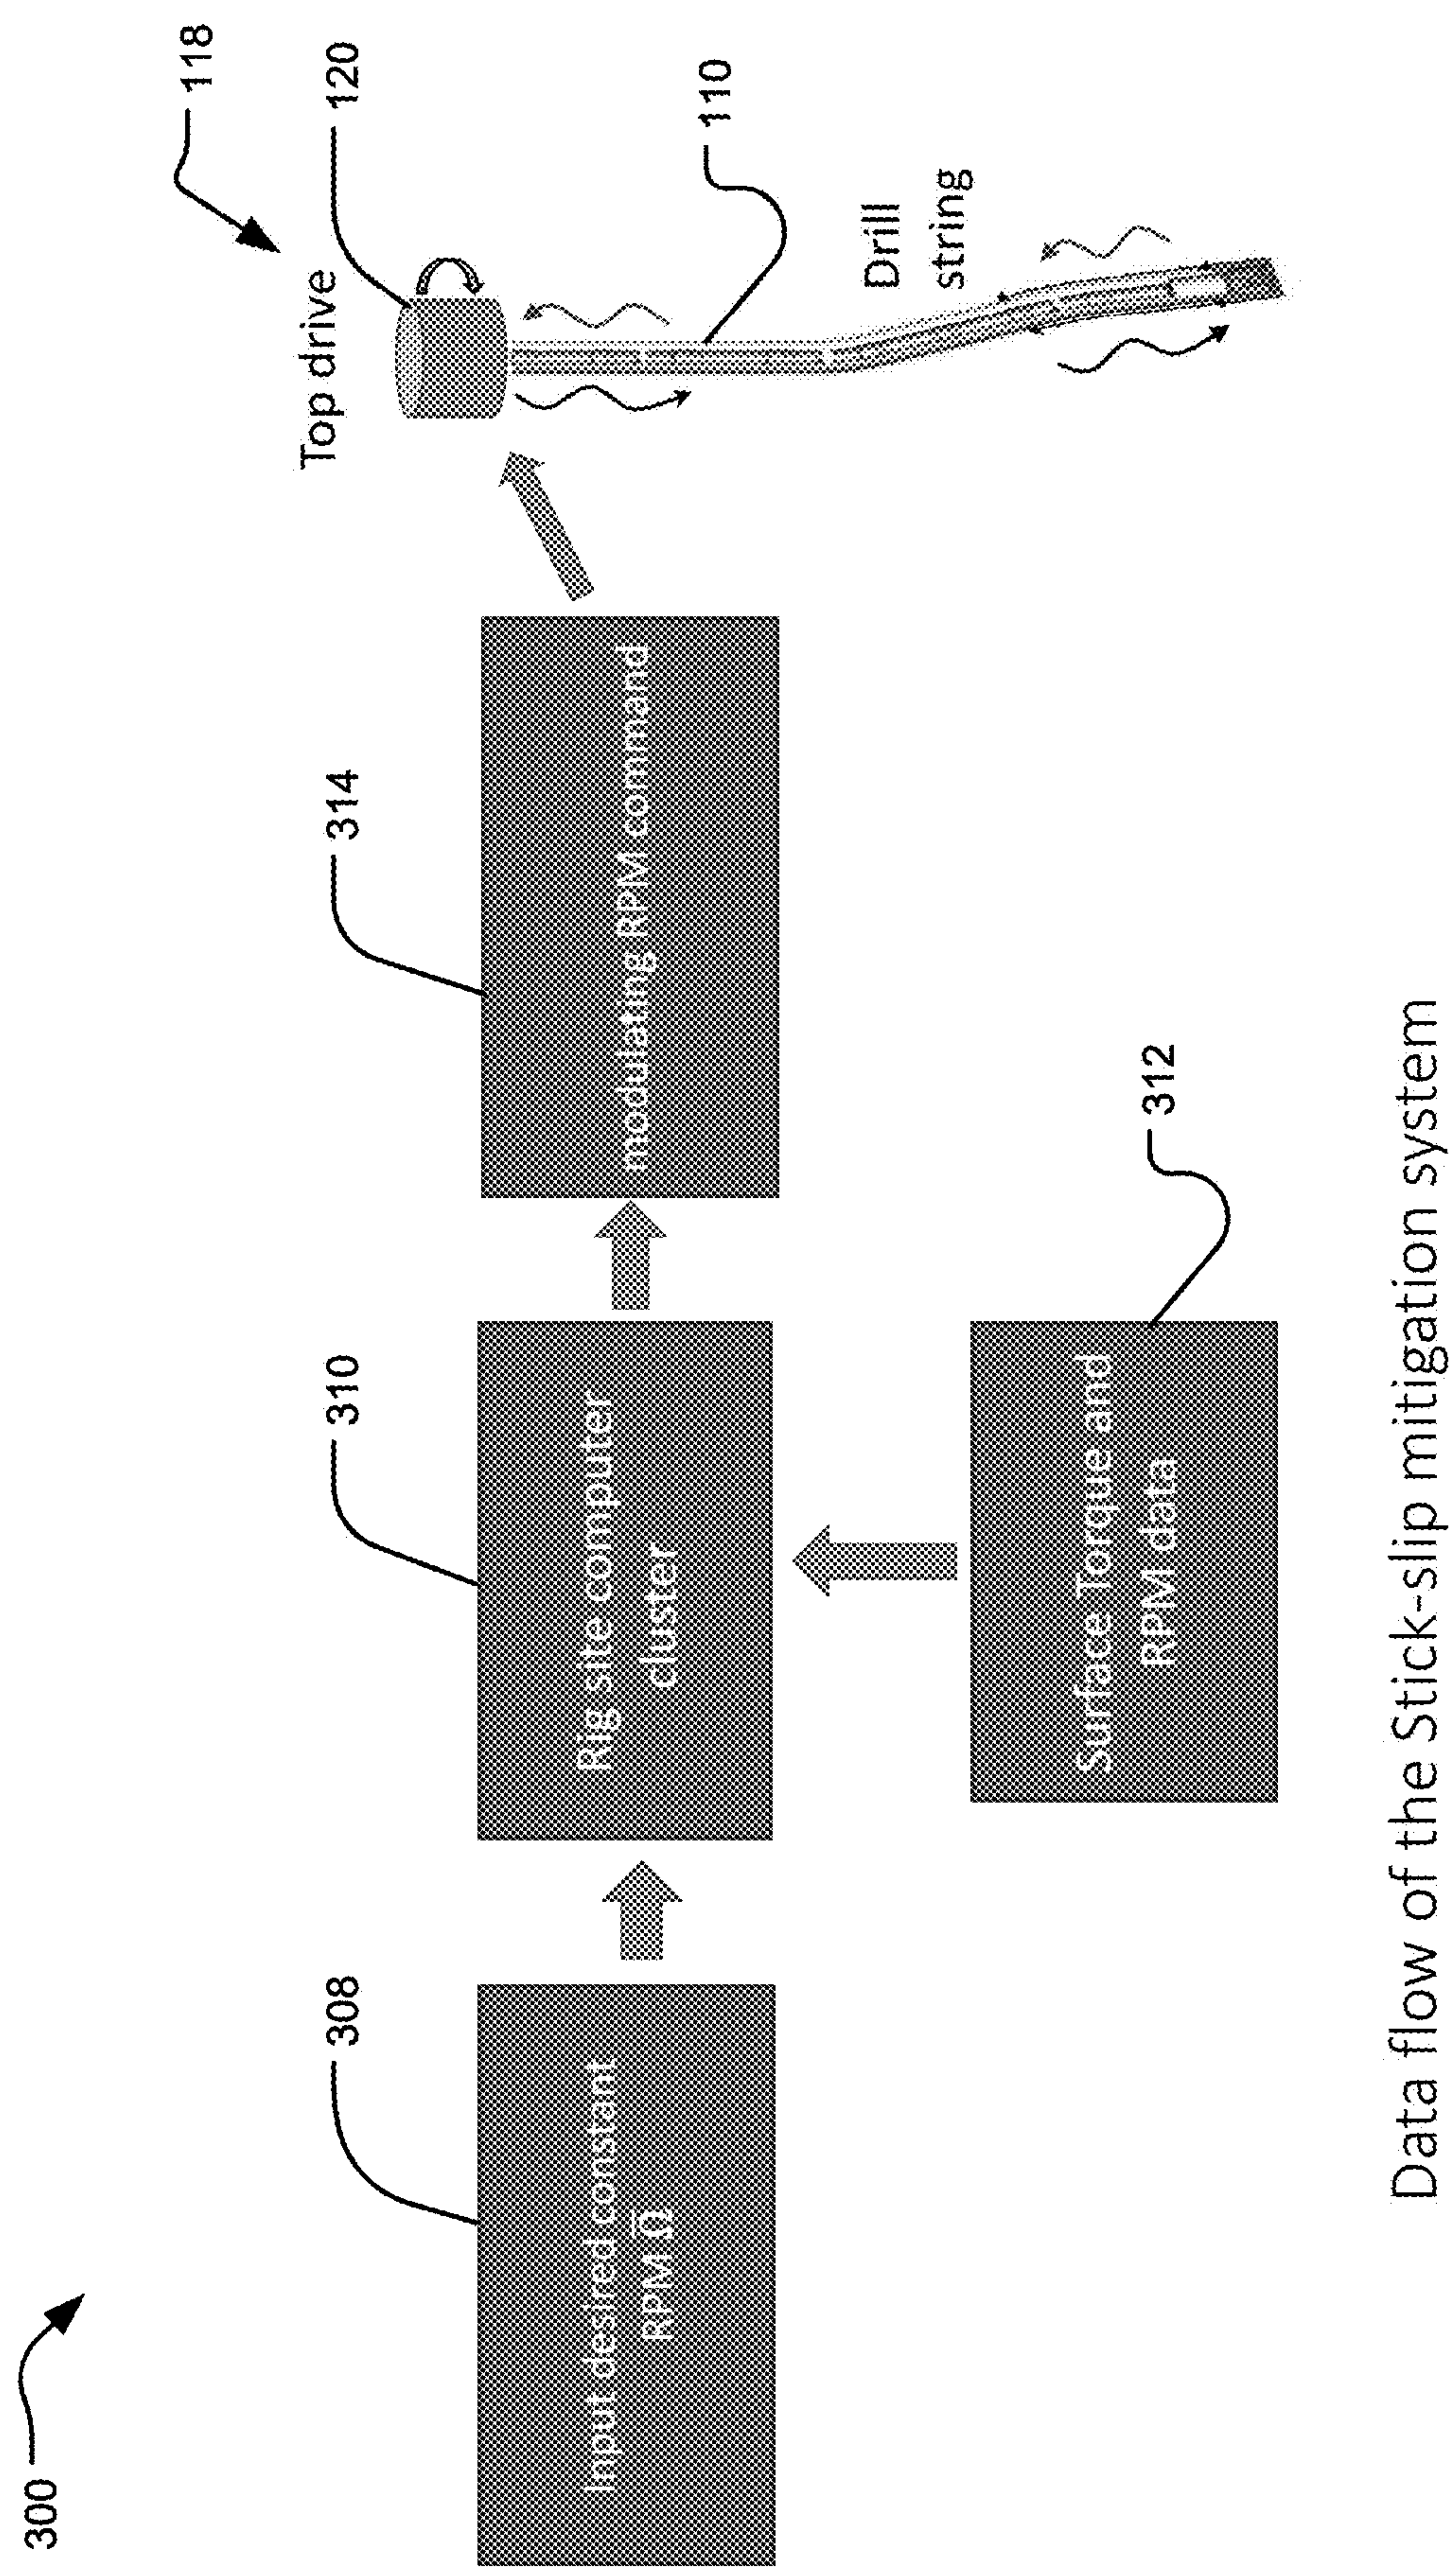 300
118
120
Top drive
110
Drill
string
308
Input desired constant
RPM Ω̅
310
Rig site computer
cluster
314
modulating RPM command
312
Surface Torque and
RPM data
Data flow of the Stick-slip mitigation system